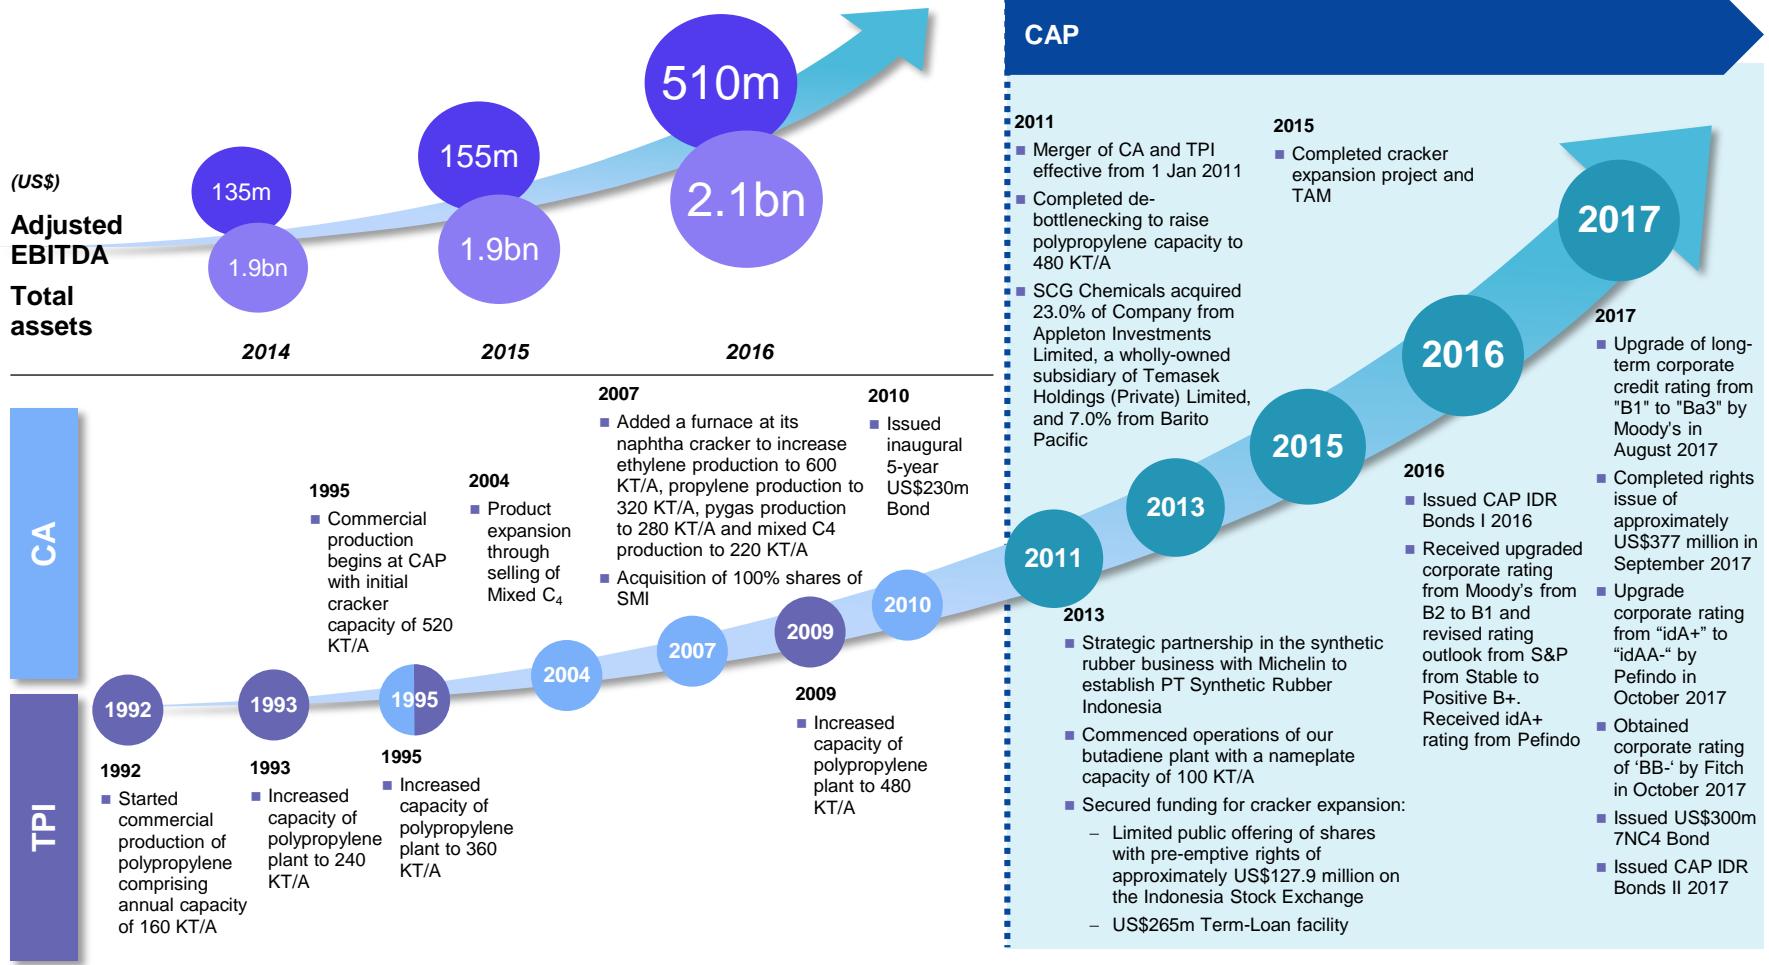 (US$)
Adjusted
EBITDA
Total
assets
135m
1.9bn
155m
1.9bn
510m
2.1bn
2014
2015
2016
CA
TPI
1995
■ Commercial
production
begins at CAP
with initial
cracker
capacity of 520
KT/A
2004
■ Product
expansion
through
selling of
Mixed C₄
2007
■ Added a furnace at its
naphtha cracker to increase
ethylene production to 600
KT/A, propylene production to
320 KT/A, pygas production
to 280 KT/A and mixed C4
production to 220 KT/A
■ Acquisition of 100% shares of
SMI
2010
■ Issued
inaugural
5-year
US$230m
Bond
1992
1993
1995
2004
2007
2009
2010
2011
2013
2015
2016
2017
1992
■ Started
commercial
production of
polypropylene
comprising
annual capacity
of 160 KT/A
1993
■ Increased
capacity of
polypropylene
plant to 240
KT/A
1995
■ Increased
capacity of
polypropylene
plant to 360
KT/A
2009
■ Increased
capacity of
polypropylene
plant to 480
KT/A
CAP
2011
■ Merger of CA and TPI
effective from 1 Jan 2011
■ Completed de-
bottlenecking to raise
polypropylene capacity to
480 KT/A
■ SCG Chemicals acquired
23.0% of Company from
Appleton Investments
Limited, a wholly-owned
subsidiary of Temasek
Holdings (Private) Limited,
and 7.0% from Barito
Pacific
2015
■ Completed cracker
expansion project and
TAM
2013
■ Strategic partnership in the synthetic
rubber business with Michelin to
establish PT Synthetic Rubber
Indonesia
■ Commenced operations of our
butadiene plant with a nameplate
capacity of 100 KT/A
■ Secured funding for cracker expansion:
– Limited public offering of shares
with pre-emptive rights of
approximately US$127.9 million on
the Indonesia Stock Exchange
– US$265m Term-Loan facility
2016
■ Issued CAP IDR
Bonds I 2016
■ Received upgraded
corporate rating
from Moody's from
B2 to B1 and
revised rating
outlook from S&P
from Stable to
Positive B+.
Received idA+
rating from Pefindo
2017
■ Upgrade of long-
term corporate
credit rating from
"B1" to "Ba3" by
Moody's in
August 2017
■ Completed rights
issue of
approximately
US$377 million in
September 2017
■ Upgrade
corporate rating
from “idA+” to
“idAA-“ by
Pefindo in
October 2017
■ Obtained
corporate rating
of ‘BB-‘ by Fitch
in October 2017
■ Issued US$300m
7NC4 Bond
■ Issued CAP IDR
Bonds II 2017